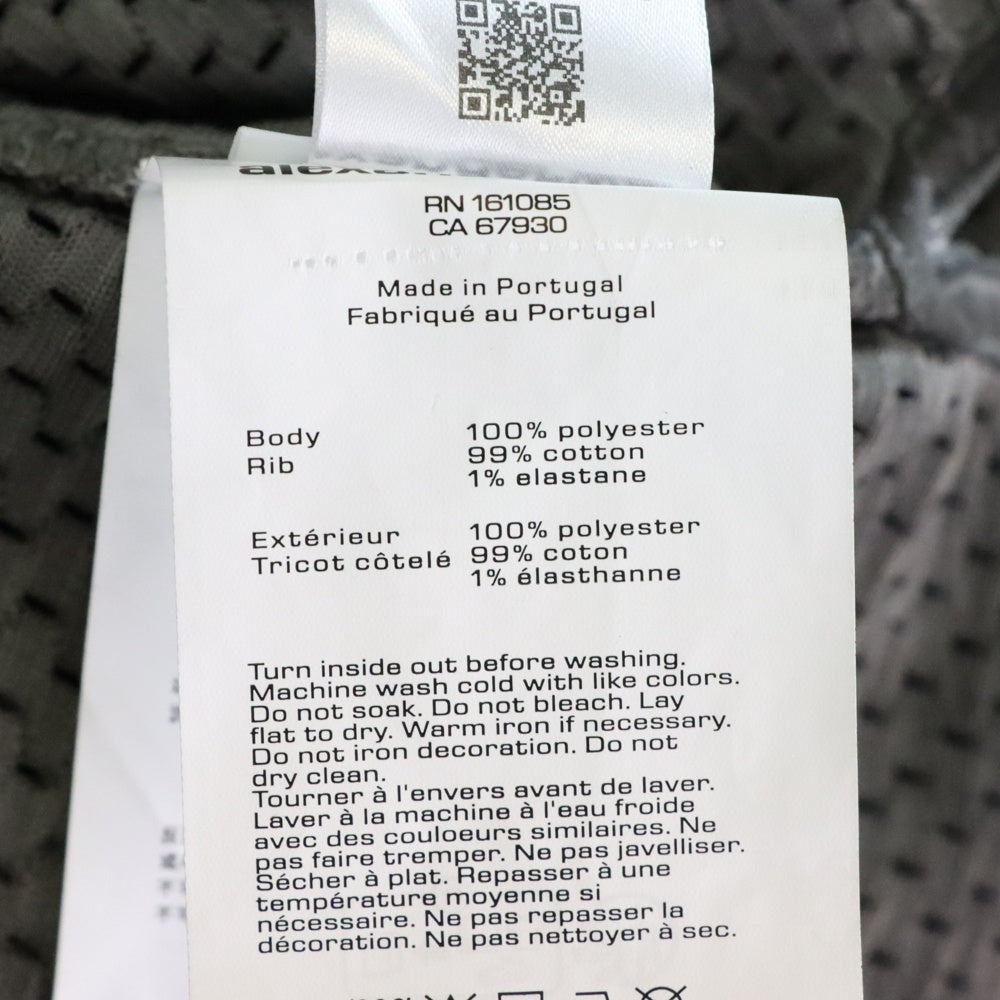 RN 161085
CA 67930
Made in Portugal
Fabriqué au Portugal
Body 100% polyester
Rib 99% cotton
1% elastane
Extérieur 100% polyester
Tricot côtelé 99% coton
1% élasthanne
Turn inside out before washing.
Machine wash cold with like colors.
Do not soak. Do not bleach. Lay
flat to dry. Warm iron if necessary.
Do not iron decoration. Do not
dry clean.
Tourner à l'envers avant de laver.
Laver à la machine à l'eau froide
avec des couloeurs similaires. Ne
pas faire tremper. Ne pas javelliser.
Sécher à plat. Repasser à une
température moyenne si
nécessaire. Ne pas repasser la
décoration. Ne pas nettoyer à sec.